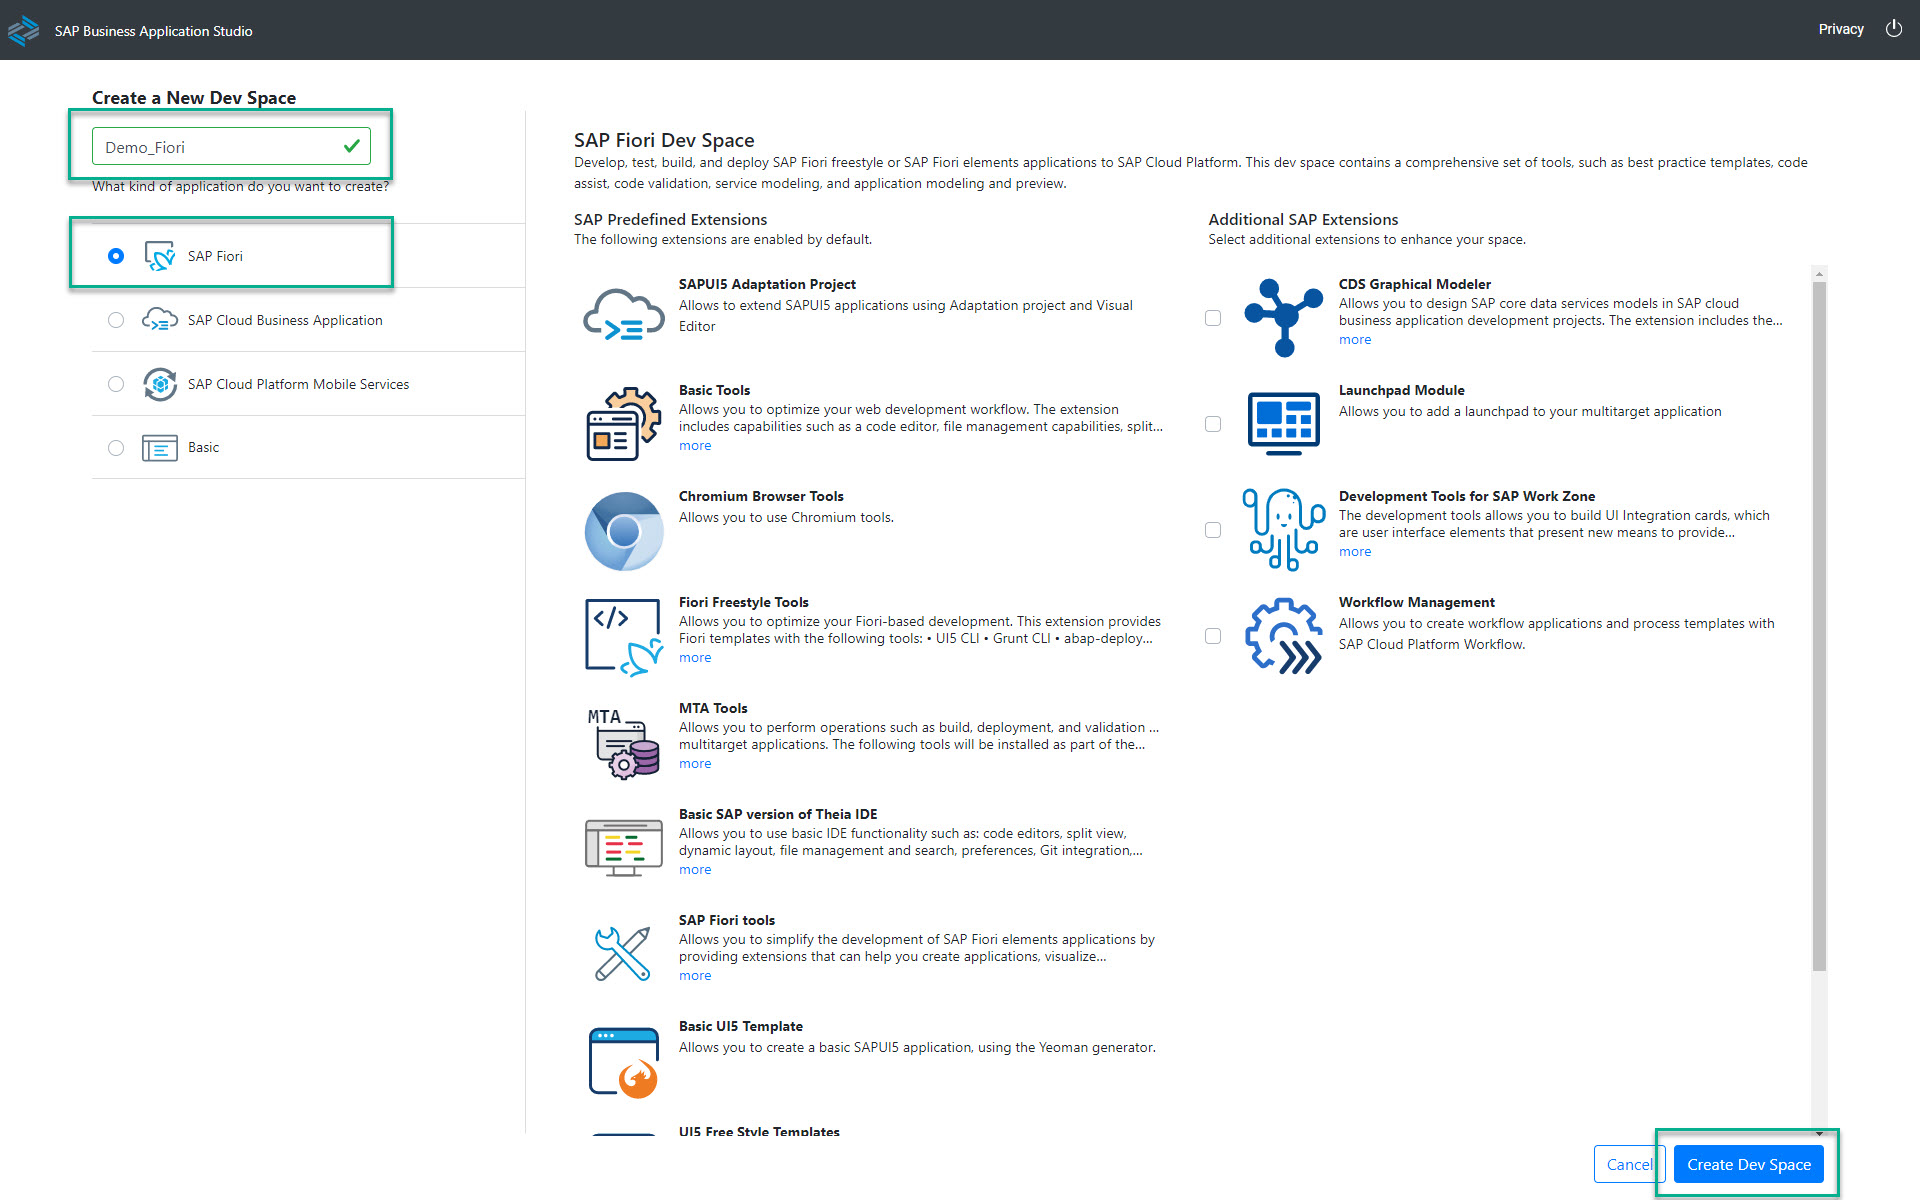 SAP Business Application Studio
Privacy
Create a New Dev Space
Demo_Fiori
What kind of application do you want to create?
SAP Fiori
SAP Cloud Business Application
SAP Cloud Platform Mobile Services
Basic
SAP Fiori Dev Space
Develop, test, build, and deploy SAP Fiori freestyle or SAP Fiori elements applications to SAP Cloud Platform. This dev space contains a comprehensive set of tools, such as best practice templates, code
assist, code validation, service modeling, and application modeling and preview.
SAP Predefined Extensions
The following extensions are enabled by default.
SAPUI5 Adaptation Project
Allows to extend SAPUI5 applications using Adaptation project and Visual
Editor
Basic Tools
Allows you to optimize your web development workflow. The extension
includes capabilities such as a code editor, file management capabilities, split...
more
Chromium Browser Tools
Allows you to use Chromium tools.
</>
Fiori Freestyle Tools
Allows you to optimize your Fiori-based development. This extension provides
Fiori templates with the following tools: • UI5 CLI • Grunt CLI • abap-deploy...
more
MTA
MTA Tools
Allows you to perform operations such as build, deployment, and validation ...
multitarget applications. The following tools will be installed as part of the...
more
Basic SAP version of Theia IDE
Allows you to use basic IDE functionality such as: code editors, split view,
dynamic layout, file management and search, preferences, Git integration,...
more
SAP Fiori tools
Allows you to simplify the development of SAP Fiori elements applications by
providing extensions that can help you create applications, visualize...
more
Basic UI5 Template
Allows you to create a basic SAPUI5 application, using the Yeoman generator.
UI5 Free Style Templates
Additional SAP Extensions
Select additional extensions to enhance your space.
CDS Graphical Modeler
Allows you to design SAP core data services models in SAP cloud
business application development projects. The extension includes the...
more
Launchpad Module
Allows you to add a launchpad to your multitarget application
Development Tools for SAP Work Zone
The development tools allows you to build UI Integration cards, which
are user interface elements that present new means to provide...
more
Workflow Management
Allows you to create workflow applications and process templates with
SAP Cloud Platform Workflow.
Cancel
Create Dev Space